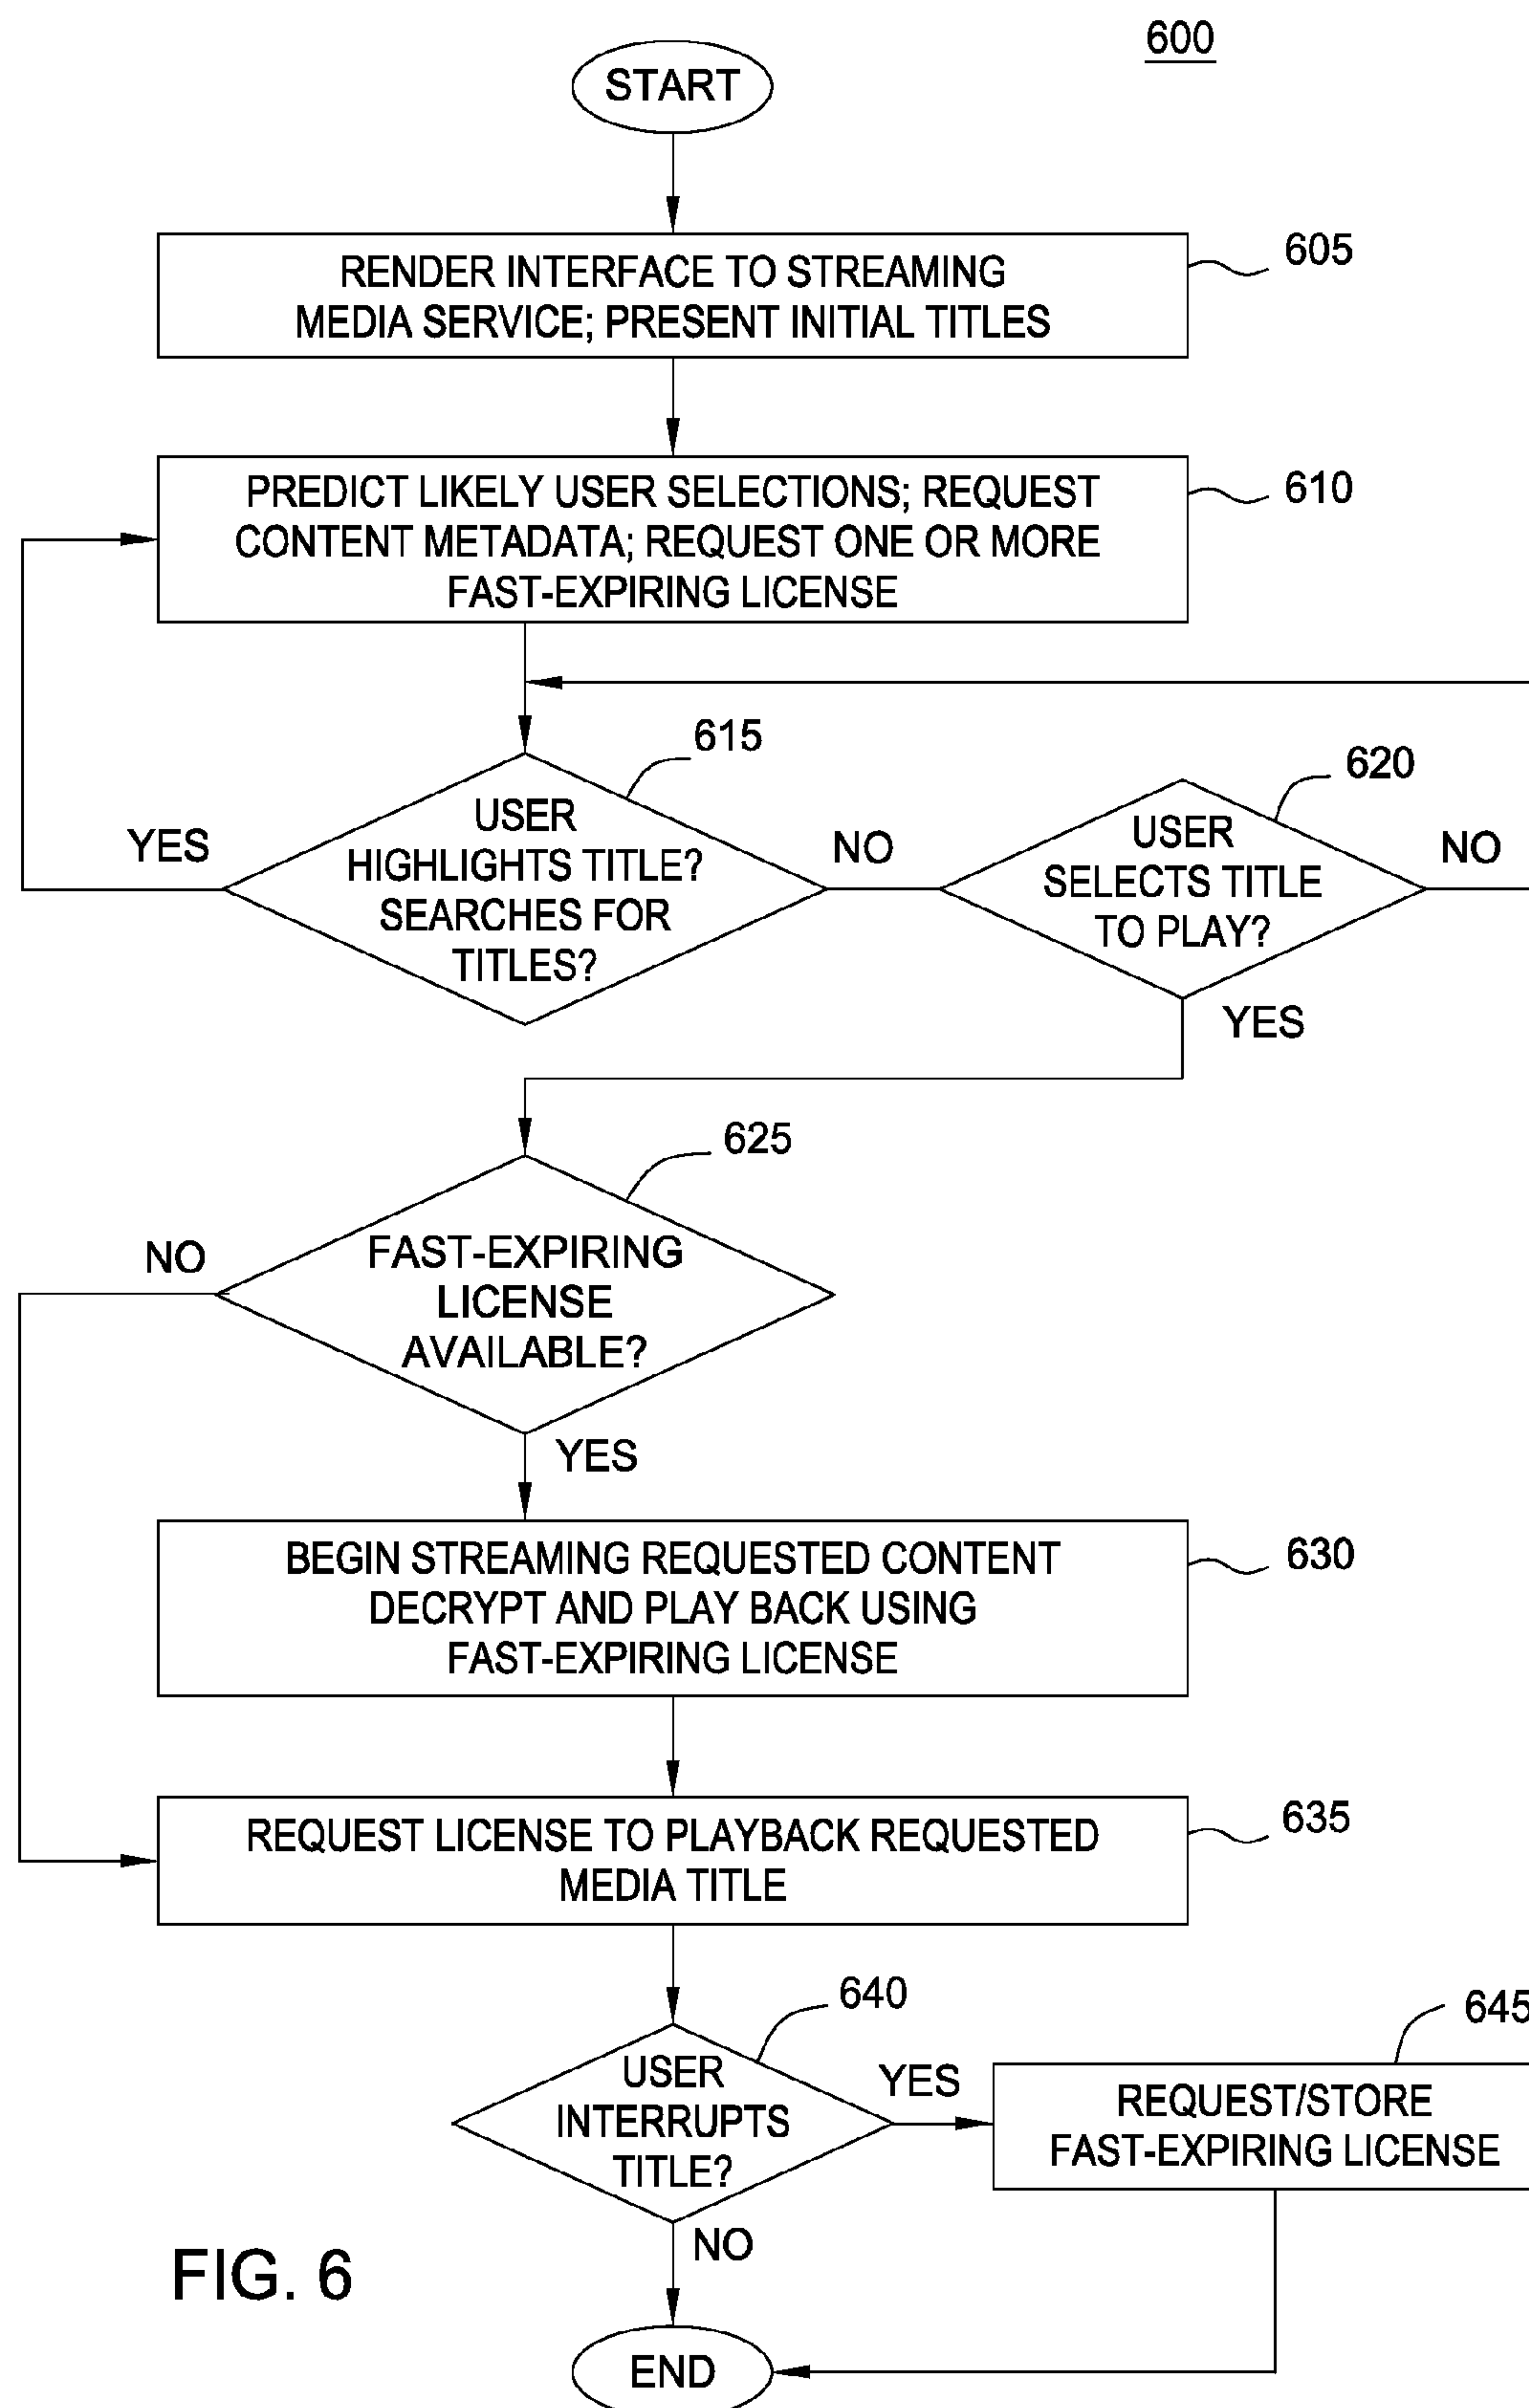 600
START
RENDER INTERFACE TO STREAMING
MEDIA SERVICE; PRESENT INITIAL TITLES
605
PREDICT LIKELY USER SELECTIONS; REQUEST
CONTENT METADATA; REQUEST ONE OR MORE
FAST-EXPIRING LICENSE
610
615
USER
HIGHLIGHTS TITLE?
SEARCHES FOR
TITLES?
YES
NO
620
USER
SELECTS TITLE
TO PLAY?
NO
YES
625
FAST-EXPIRING
LICENSE
AVAILABLE?
NO
YES
BEGIN STREAMING REQUESTED CONTENT
DECRYPT AND PLAY BACK USING
FAST-EXPIRING LICENSE
630
REQUEST LICENSE TO PLAYBACK REQUESTED
MEDIA TITLE
635
640
USER
INTERRUPTS
TITLE?
YES
645
REQUEST/STORE
FAST-EXPIRING LICENSE
NO
FIG. 6
END